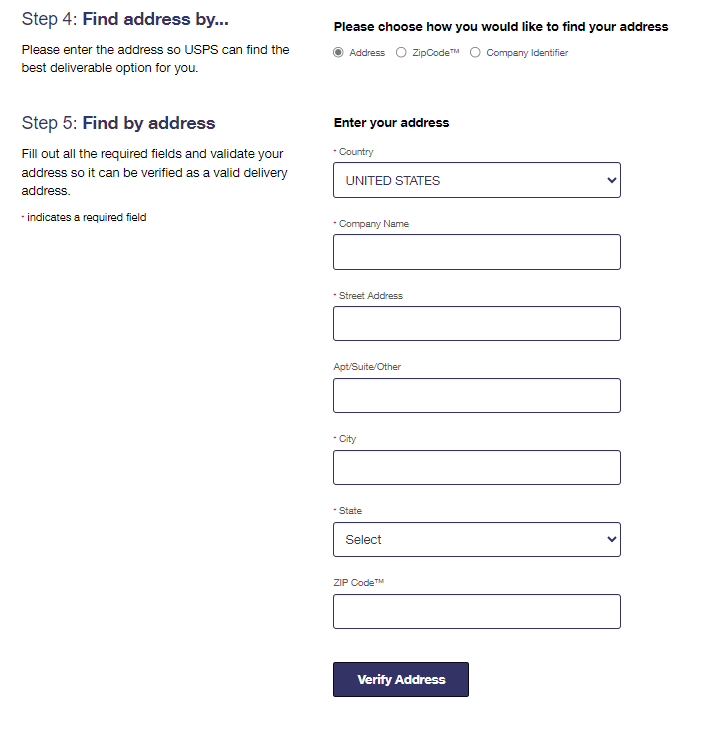 Step 4: Find address by...
Please enter the address so USPS can find the
best deliverable option for you.
Please choose how you would like to find your address
Address ZipCode™ Company Identifier
Step 5: Find by address
Fill out all the required fields and validate your
address so it can be verified as a valid delivery
address.
* indicates a required field
Enter your address
* Country
UNITED STATES
* Company Name
* Street Address
Apt/Suite/Other
* City
* State
Select
ZIP Code™
Verify Address